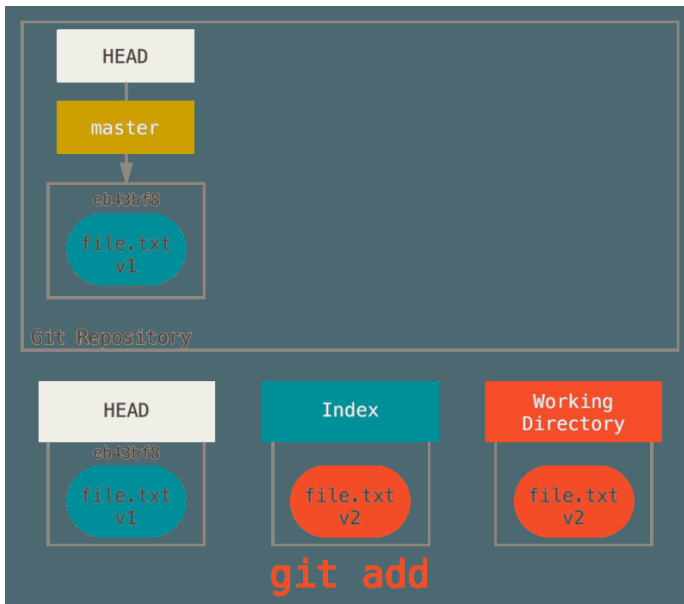 HEAD
master
eb43bf8
file.txt
v1
Git Repository
HEAD
Index
Working
Directory
eb43bf8
file.txt
v1
file.txt
v2
file.txt
v2
git add